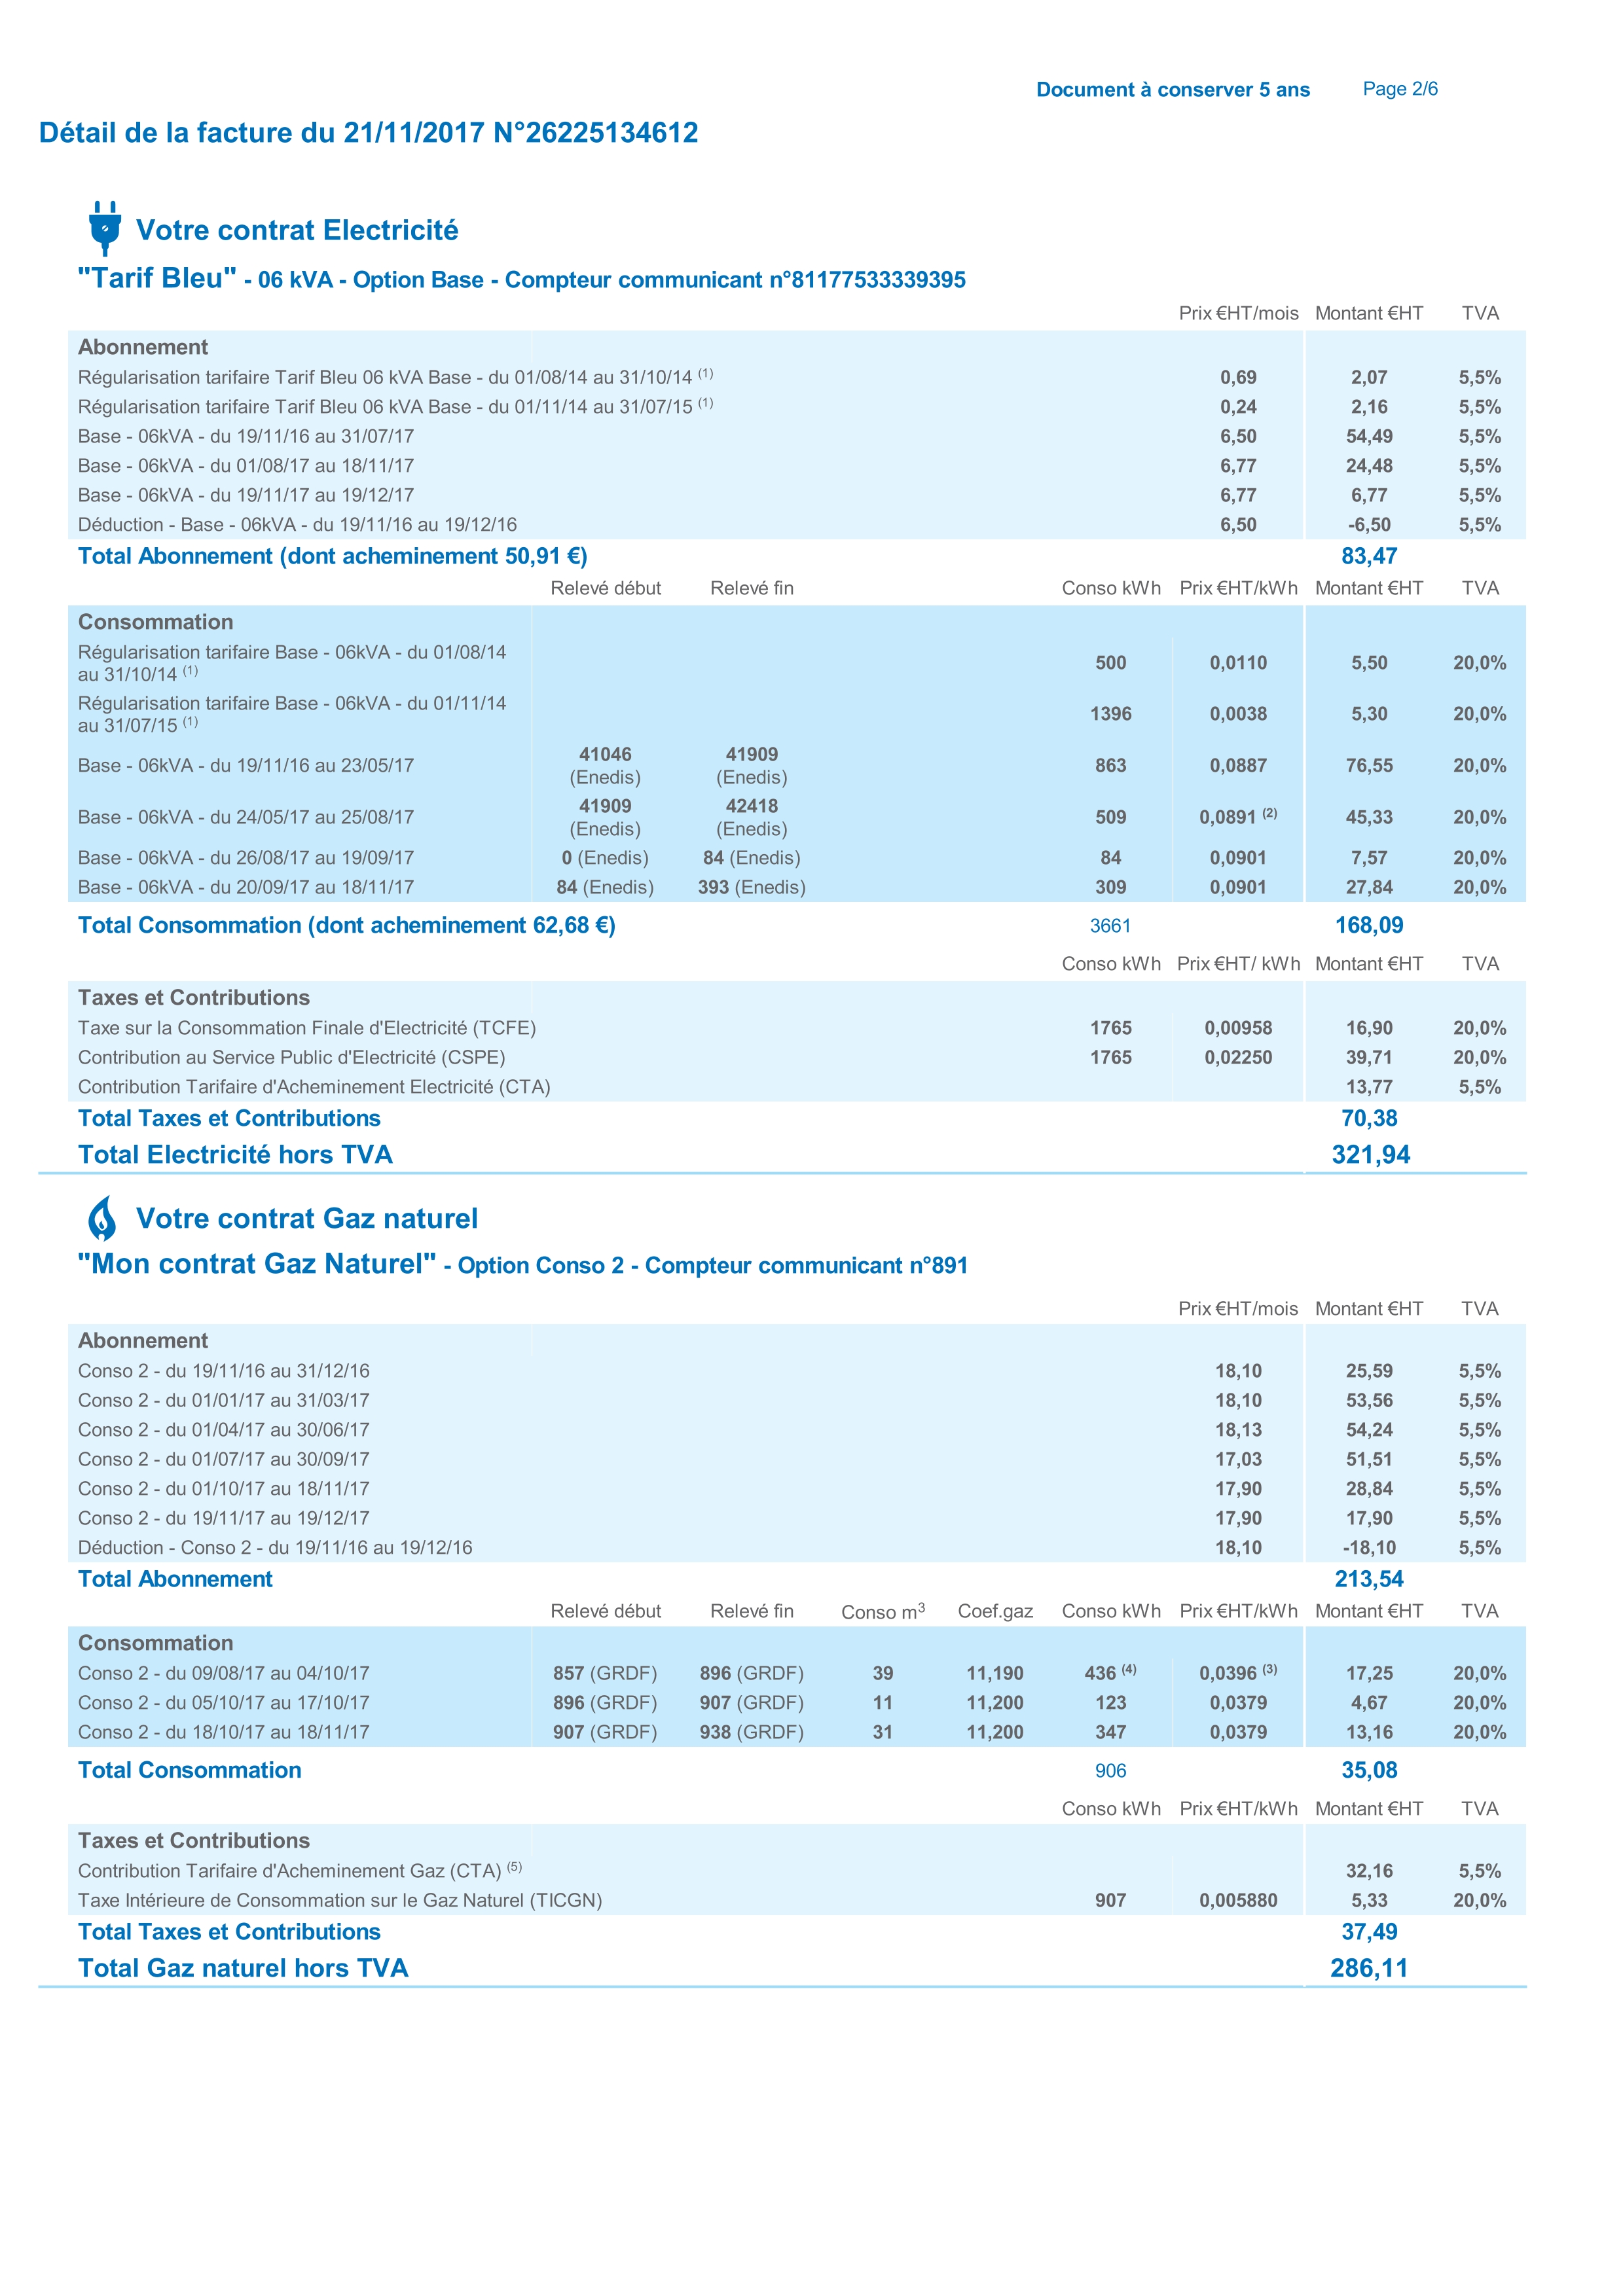 Document à conserver 5 ans Page 2/6
Détail de la facture du 21/11/2017 N°26225134612
Votre contrat Electricité
"Tarif Bleu" - 06 kVA - Option Base - Compteur communicant n°81177533339395
Prix €HT/mois Montant €HT TVA
Abonnement
Régularisation tarifaire Tarif Bleu 06 kVA Base - du 01/08/14 au 31/10/14 (1) 0,69 2,07 5,5%
Régularisation tarifaire Tarif Bleu 06 kVA Base - du 01/11/14 au 31/07/15 (1) 0,24 2,16 5,5%
Base - 06kVA - du 19/11/16 au 31/07/17 6,50 54,49 5,5%
Base - 06kVA - du 01/08/17 au 18/11/17 6,77 24,48 5,5%
Base - 06kVA - du 19/11/17 au 19/12/17 6,77 6,77 5,5%
Déduction - Base - 06kVA - du 19/11/16 au 19/12/16 6,50 -6,50 5,5%
Total Abonnement (dont acheminement 50,91 €) 83,47
Relevé début Relevé fin Conso kWh Prix €HT/kWh Montant €HT TVA
Consommation
Régularisation tarifaire Base - 06kVA - du 01/08/14
au 31/10/14 (1) 500 0,0110 5,50 20,0%
Régularisation tarifaire Base - 06kVA - du 01/11/14
au 31/07/15 (1) 1396 0,0038 5,30 20,0%
41046 41909
Base - 06kVA - du 19/11/16 au 23/05/17 863 0,0887 76,55 20,0%
(Enedis) (Enedis)
41909 42418
Base - 06kVA - du 24/05/17 au 25/08/17 509 0,0891 (2) 45,33 20,0%
(Enedis) (Enedis)
Base - 06kVA - du 26/08/17 au 19/09/17 0 (Enedis) 84 (Enedis) 84 0,0901 7,57 20,0%
Base - 06kVA - du 20/09/17 au 18/11/17 84 (Enedis) 393 (Enedis) 309 0,0901 27,84 20,0%
Total Consommation (dont acheminement 62,68 €) 3661 168,09
Conso kWh Prix €HT/ kWh Montant €HT TVA
Taxes et Contributions
Taxe sur la Consommation Finale d'Electricité (TCFE) 1765 0,00958 16,90 20,0%
Contribution au Service Public d'Electricité (CSPE) 1765 0,02250 39,71 20,0%
Contribution Tarifaire d'Acheminement Electricité (CTA) 13,77 5,5%
Total Taxes et Contributions 70,38
Total Electricité hors TVA 321,94
Votre contrat Gaz naturel
"Mon contrat Gaz Naturel" - Option Conso 2 - Compteur communicant n°891
Prix €HT/mois Montant €HT TVA
Abonnement
Conso 2 - du 19/11/16 au 31/12/16 18,10 25,59 5,5%
Conso 2 - du 01/01/17 au 31/03/17 18,10 53,56 5,5%
Conso 2 - du 01/04/17 au 30/06/17 18,13 54,24 5,5%
Conso 2 - du 01/07/17 au 30/09/17 17,03 51,51 5,5%
Conso 2 - du 01/10/17 au 18/11/17 17,90 28,84 5,5%
Conso 2 - du 19/11/17 au 19/12/17 17,90 17,90 5,5%
Déduction - Conso 2 - du 19/11/16 au 19/12/16 18,10 -18,10 5,5%
Total Abonnement 213,54
Relevé début Relevé fin Conso m3 Coef.gaz Conso kWh Prix €HT/kWh Montant €HT TVA
Consommation
Conso 2 - du 09/08/17 au 04/10/17 857 (GRDF) 896 (GRDF) 39 11,190 436 (4) 0,0396 (3) 17,25 20,0%
Conso 2 - du 05/10/17 au 17/10/17 896 (GRDF) 907 (GRDF) 11 11,200 123 0,0379 4,67 20,0%
Conso 2 - du 18/10/17 au 18/11/17 907 (GRDF) 938 (GRDF) 31 11,200 347 0,0379 13,16 20,0%
Total Consommation 906 35,08
Conso kWh Prix €HT/kWh Montant €HT TVA
Taxes et Contributions
Contribution Tarifaire d'Acheminement Gaz (CTA) (5) 32,16 5,5%
Taxe Intérieure de Consommation sur le Gaz Naturel (TICGN) 907 0,005880 5,33 20,0%
Total Taxes et Contributions 37,49
Total Gaz naturel hors TVA 286,11